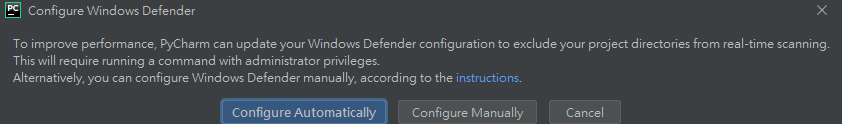 PC
Configure Windows Defender
To improve performance, PyCharm can update your Windows Defender configuration to exclude your project directories from real-time scanning.
This will require running a command with administrator privileges.
Alternatively, you can configure Windows Defender manually, according to the instructions.
Configure Automatically
Configure Manually
Cancel